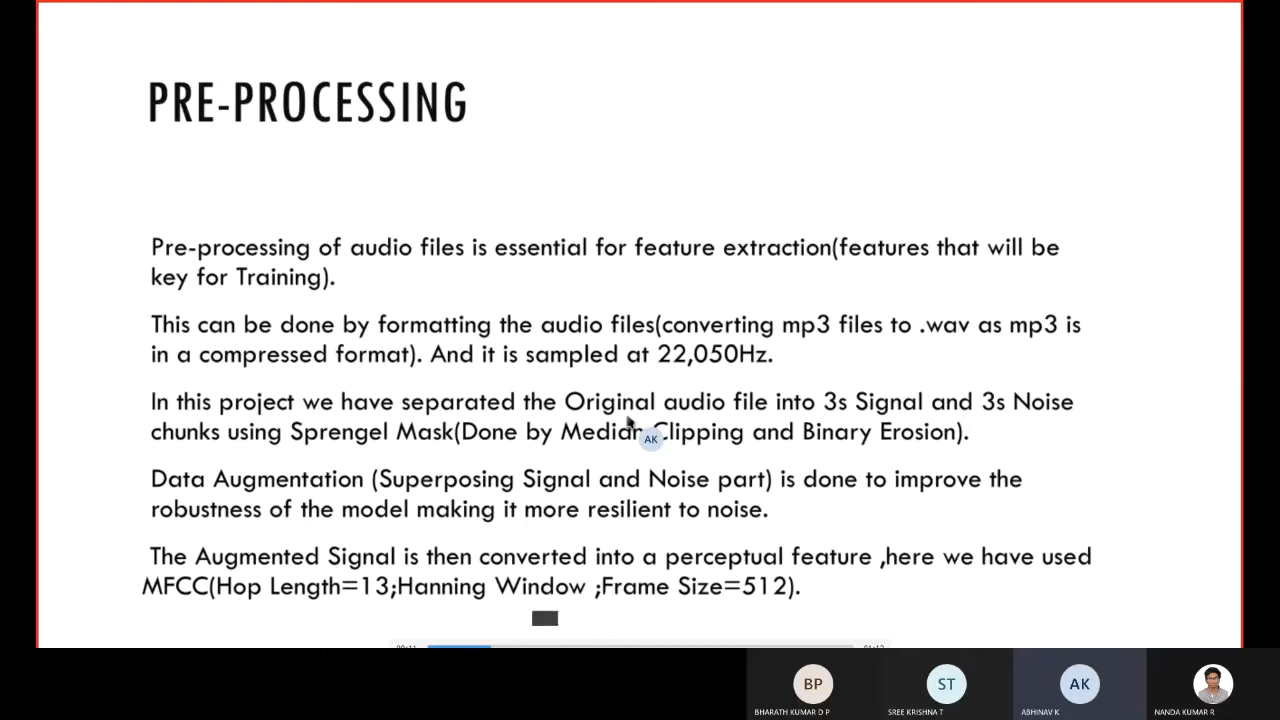 PRE-PROCESSING
Pre-processing of audio files is essential for feature extraction(features that will be
key for Training).
This can be done by formatting the audio files(converting mp3 files to .wav as mp3 is
in a compressed format). And it is sampled at 22,050Hz.
In this project we have separated the Original audio file into 3s Signal and 3s Noise
chunks using Sprengel Mask(Done by Median Clipping and Binary Erosion).
AK
Data Augmentation (Superposing Signal and Noise part) is done to improve the
robustness of the model making it more resilient to noise.
The Augmented Signal is then converted into a perceptual feature ,here we have used
MFCC(Hop Length=13;Hanning Window ;Frame Size=512).
BP
ST
AK
BHARATH KUMAR D P
SREE KRISHNA T
ABHINAV K
NANDA KUMAR R